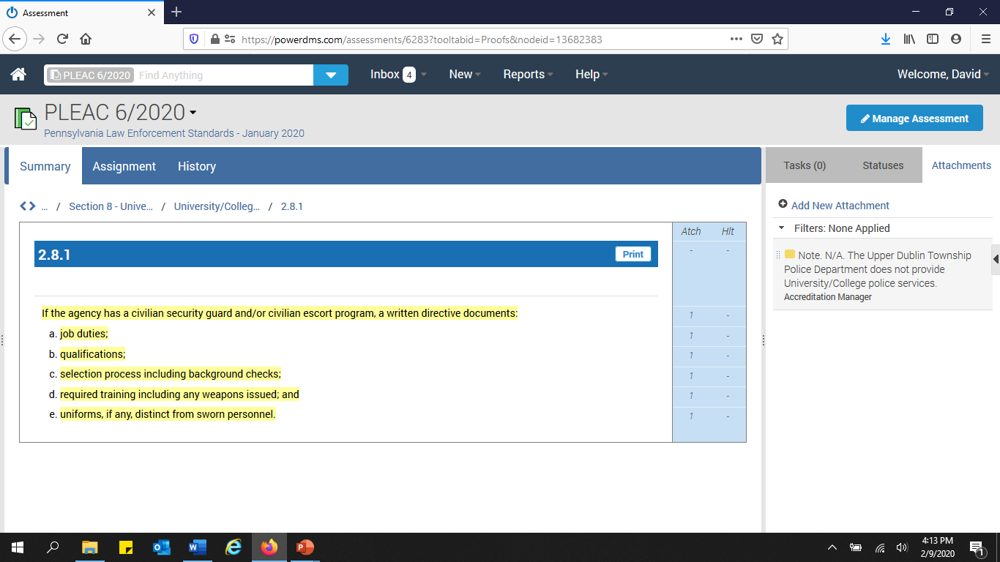 Assessment
https://powerdms.com/assessments/6283?tooltabid=Proofs&nodeid=13682383
PLEAC 6/2020 Find Anything
Inbox 4 New Reports Help
Welcome, David
PLEAC 6/2020
Pennsylvania Law Enforcement Standards - January 2020
Manage Assessment
Summary Assignment History
... / Section 8 - Unive... / University/Colleg... / 2.8.1
Atch Hlt
2.8.1 Print
- -
If the agency has a civilian security guard and/or civilian escort program, a written directive documents: 1 -
a. job duties; 1 -
b. qualifications; 1 -
c. selection process including background checks; 1 -
d. required training including any weapons issued; and 1 -
e. uniforms, if any, distinct from sworn personnel. 1 -
Tasks (0) Statuses Attachments
Add New Attachment
Filters: None Applied
Note. N/A. The Upper Dublin Township
Police Department does not provide
University/College police services.
Accreditation Manager
4:13 PM
2/9/2020
1